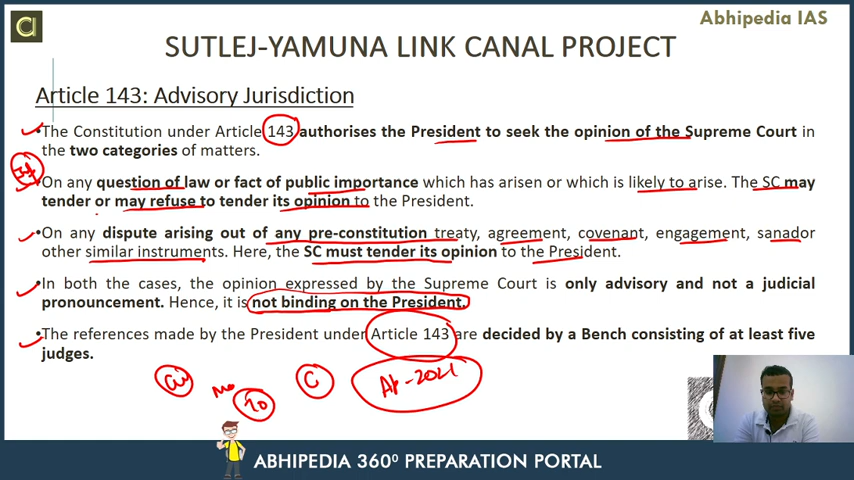 Abhipedia IAS
SUTLEJ-YAMUNA LINK CANAL PROJECT
Article 143: Advisory Jurisdiction
•The Constitution under Article 143 authorises the President to seek the opinion of the Supreme Court in
the two categories of matters.
•On any question of law or fact of public importance which has arisen or which is likely to arise. The SC may
tender or may refuse to tender its opinion to the President.
•On any dispute arising out of any pre-constitution treaty, agreement, covenant, engagement, sanador
other similar instruments. Here, the SC must tender its opinion to the President.
•In both the cases, the opinion expressed by the Supreme Court is only advisory and not a judicial
pronouncement. Hence, it is not binding on the President.
•The references made by the President under Article 143 are decided by a Bench consisting of at least five
judges.
C
ABHIPEDIA 360⁰ PREPARATION PORTAL